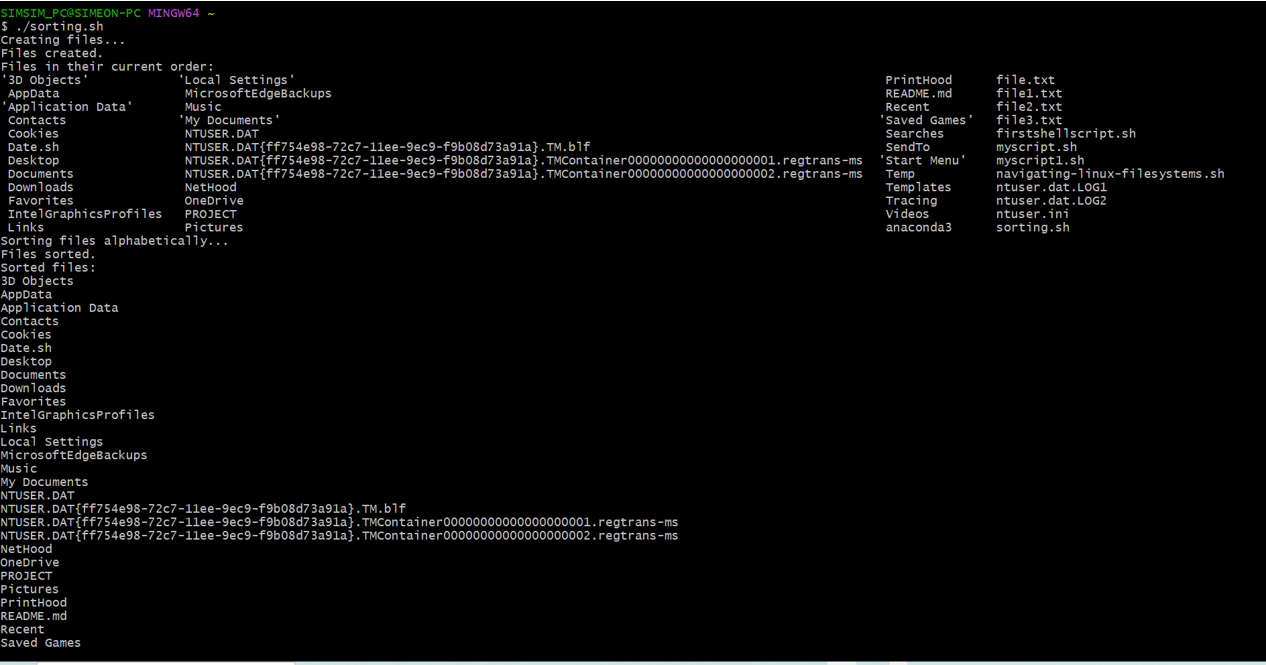 SIMSIM_PC@SIMEON-PC MINGW64 ~
$ ./sorting.sh
Creating files...
Files created.
Files in their current order:
'3D Objects' 'Local Settings' PrintHood file.txt
AppData MicrosoftEdgeBackups README.md file1.txt
'Application Data' Music Recent file2.txt
Contacts 'My Documents' 'Saved Games' file3.txt
Cookies NTUSER.DAT Searches firstshellscript.sh
Date.sh NTUSER.DAT{ff754e98-72c7-11ee-9ec9-f9b08d73a91a}.TM.blf SendTo myscript.sh
Desktop NTUSER.DAT{ff754e98-72c7-11ee-9ec9-f9b08d73a91a}.TMContainer00000000000000000001.regtrans-ms 'Start Menu' myscript1.sh
Documents NTUSER.DAT{ff754e98-72c7-11ee-9ec9-f9b08d73a91a}.TMContainer00000000000000000002.regtrans-ms Temp navigating-linux-filesystems.sh
Downloads NetHood Templates ntuser.dat.LOG1
Favorites OneDrive Tracing ntuser.dat.LOG2
IntelGraphicsProfiles PROJECT Videos ntuser.ini
Links Pictures anaconda3 sorting.sh
Sorting files alphabetically...
Files sorted.
Sorted files:
3D Objects
AppData
Application Data
Contacts
Cookies
Date.sh
Desktop
Documents
Downloads
Favorites
IntelGraphicsProfiles
Links
Local Settings
MicrosoftEdgeBackups
Music
My Documents
NTUSER.DAT
NTUSER.DAT{ff754e98-72c7-11ee-9ec9-f9b08d73a91a}.TM.blf
NTUSER.DAT{ff754e98-72c7-11ee-9ec9-f9b08d73a91a}.TMContainer00000000000000000001.regtrans-ms
NTUSER.DAT{ff754e98-72c7-11ee-9ec9-f9b08d73a91a}.TMContainer00000000000000000002.regtrans-ms
NetHood
OneDrive
PROJECT
Pictures
PrintHood
README.md
Recent
Saved Games